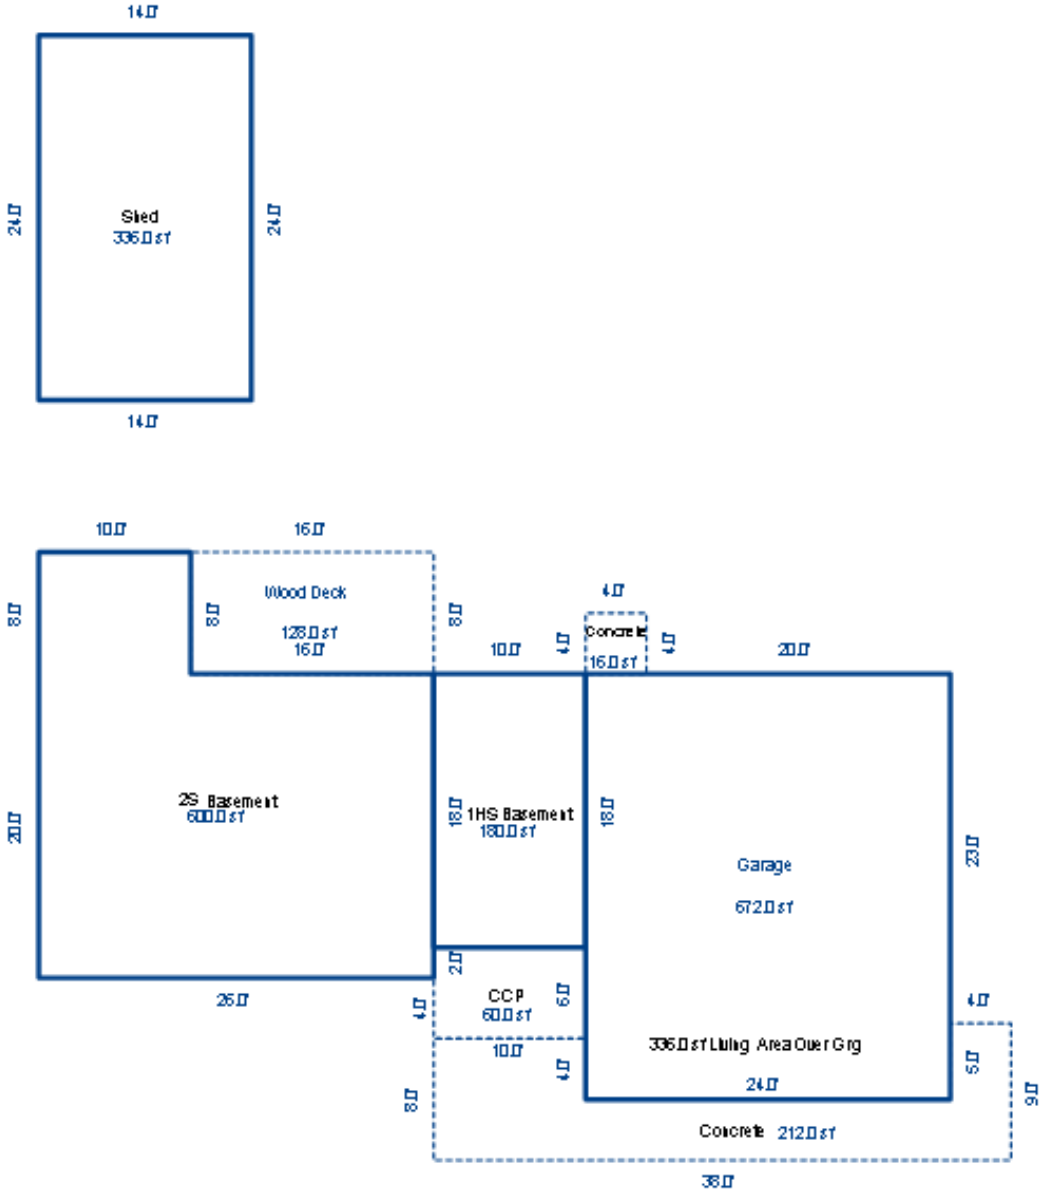 14.0'
24.0'
24.0'
Shed
336.0 sf
14.0'
10.0'
16.0'
8.0'
8.0'
Wood Deck
8.0'
128.0 sf
16.0'
4.0'
4.0'
Concrete
4.0'
16.0 sf
10.0'
20.0'
2S Basement
600.0 sf
20.0'
18.0'
1HS Basement
180.0 sf
18.0'
23.0'
Garage
672.0 sf
2.0'
26.0'
4.0'
CCP
60.0 sf
6.0'
4.0'
10.0'
336.0 sf Living Area Over Grg
4.0'
5.0'
24.0'
8.0'
9.0'
Concrete 212.0 sf
38.0'